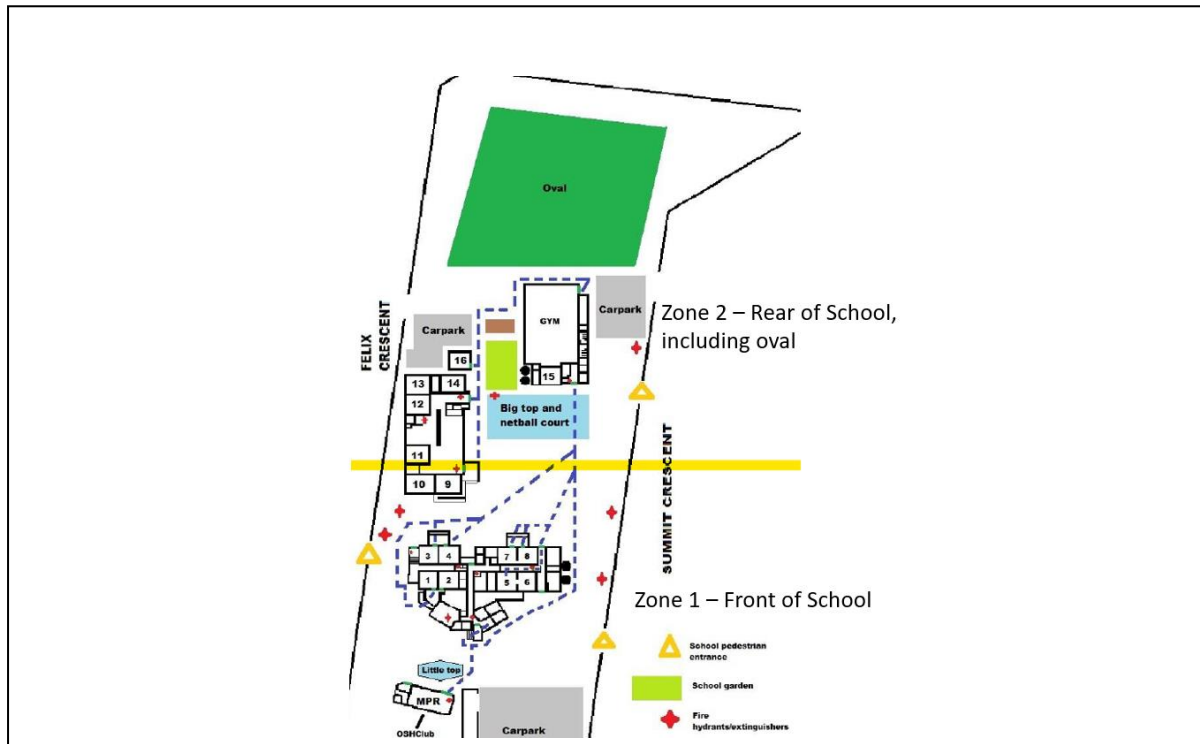 Oval
FELIX
CRESCENT
Carpark
GYM
Carpark
Zone 2 – Rear of School,
including oval
16
15
13
14
12
Big top and
netball court
11
10
9
SUMMIT CRESCENT
3
4
7
8
1
2
5
6
Zone 1 – Front of School
School pedestrian
entrance
Little top
School garden
MPR
OSHClub
Carpark
Fire
hydrants/extinguishers